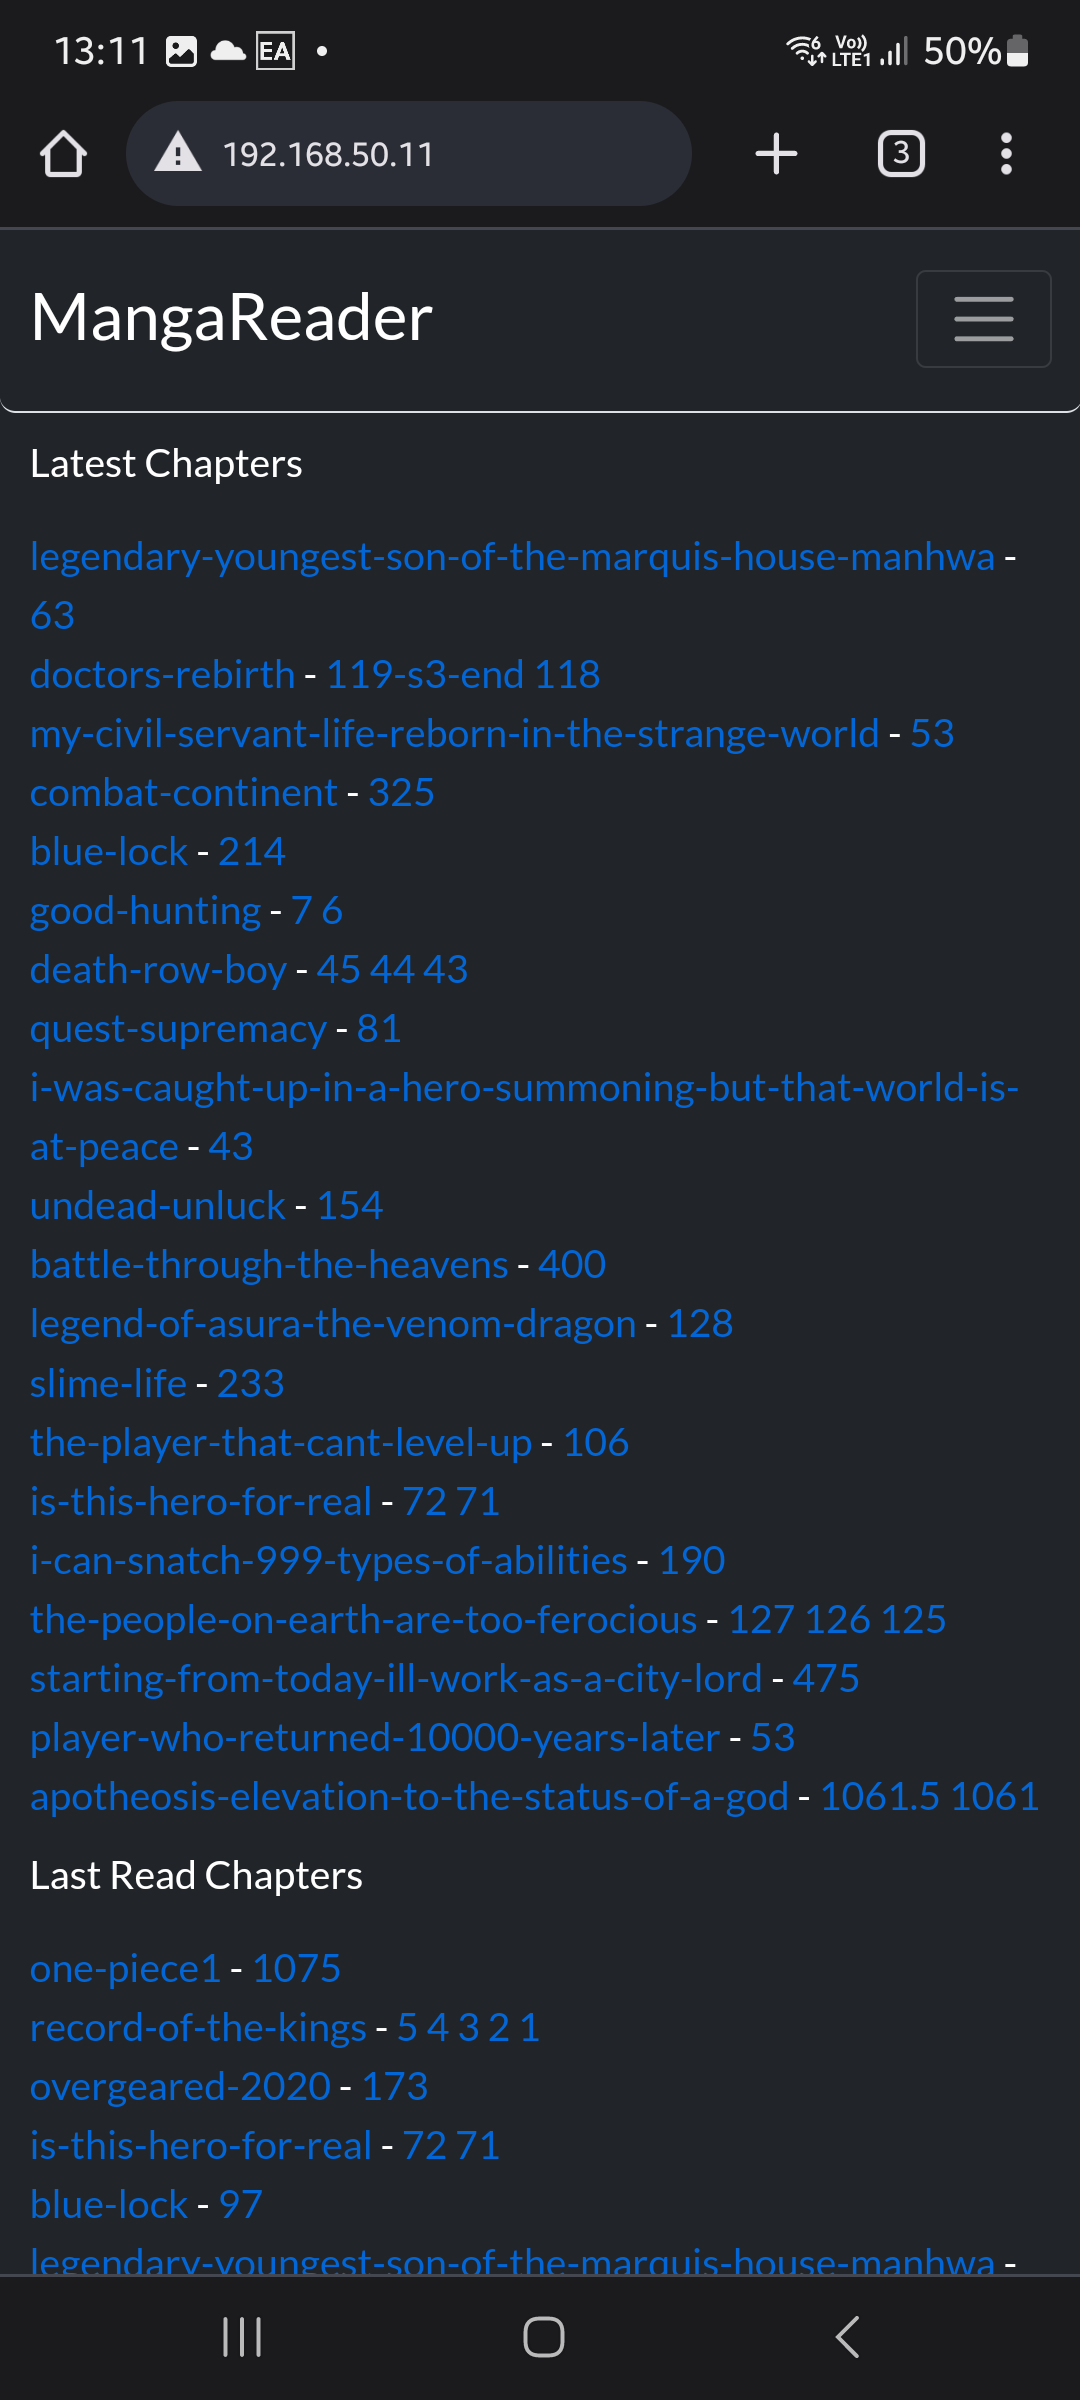 13:11 EA
6 Vo)) LTE1 50%
192.168.50.11 3
MangaReader
Latest Chapters
legendary-youngest-son-of-the-marquis-house-manhwa -
63
doctors-rebirth - 119-s3-end 118
my-civil-servant-life-reborn-in-the-strange-world - 53
combat-continent - 325
blue-lock - 214
good-hunting - 7 6
death-row-boy - 45 44 43
quest-supremacy - 81
i-was-caught-up-in-a-hero-summoning-but-that-world-is-
at-peace - 43
undead-unluck - 154
battle-through-the-heavens - 400
legend-of-asura-the-venom-dragon - 128
slime-life - 233
the-player-that-cant-level-up - 106
is-this-hero-for-real - 72 71
i-can-snatch-999-types-of-abilities - 190
the-people-on-earth-are-too-ferocious - 127 126 125
starting-from-today-ill-work-as-a-city-lord - 475
player-who-returned-10000-years-later - 53
apotheosis-elevation-to-the-status-of-a-god - 1061.5 1061
Last Read Chapters
one-piece1 - 1075
record-of-the-kings - 5 4 3 2 1
overgeared-2020 - 173
is-this-hero-for-real - 72 71
blue-lock - 97
legendary-youngest-son-of-the-marquis-house-manhwa -